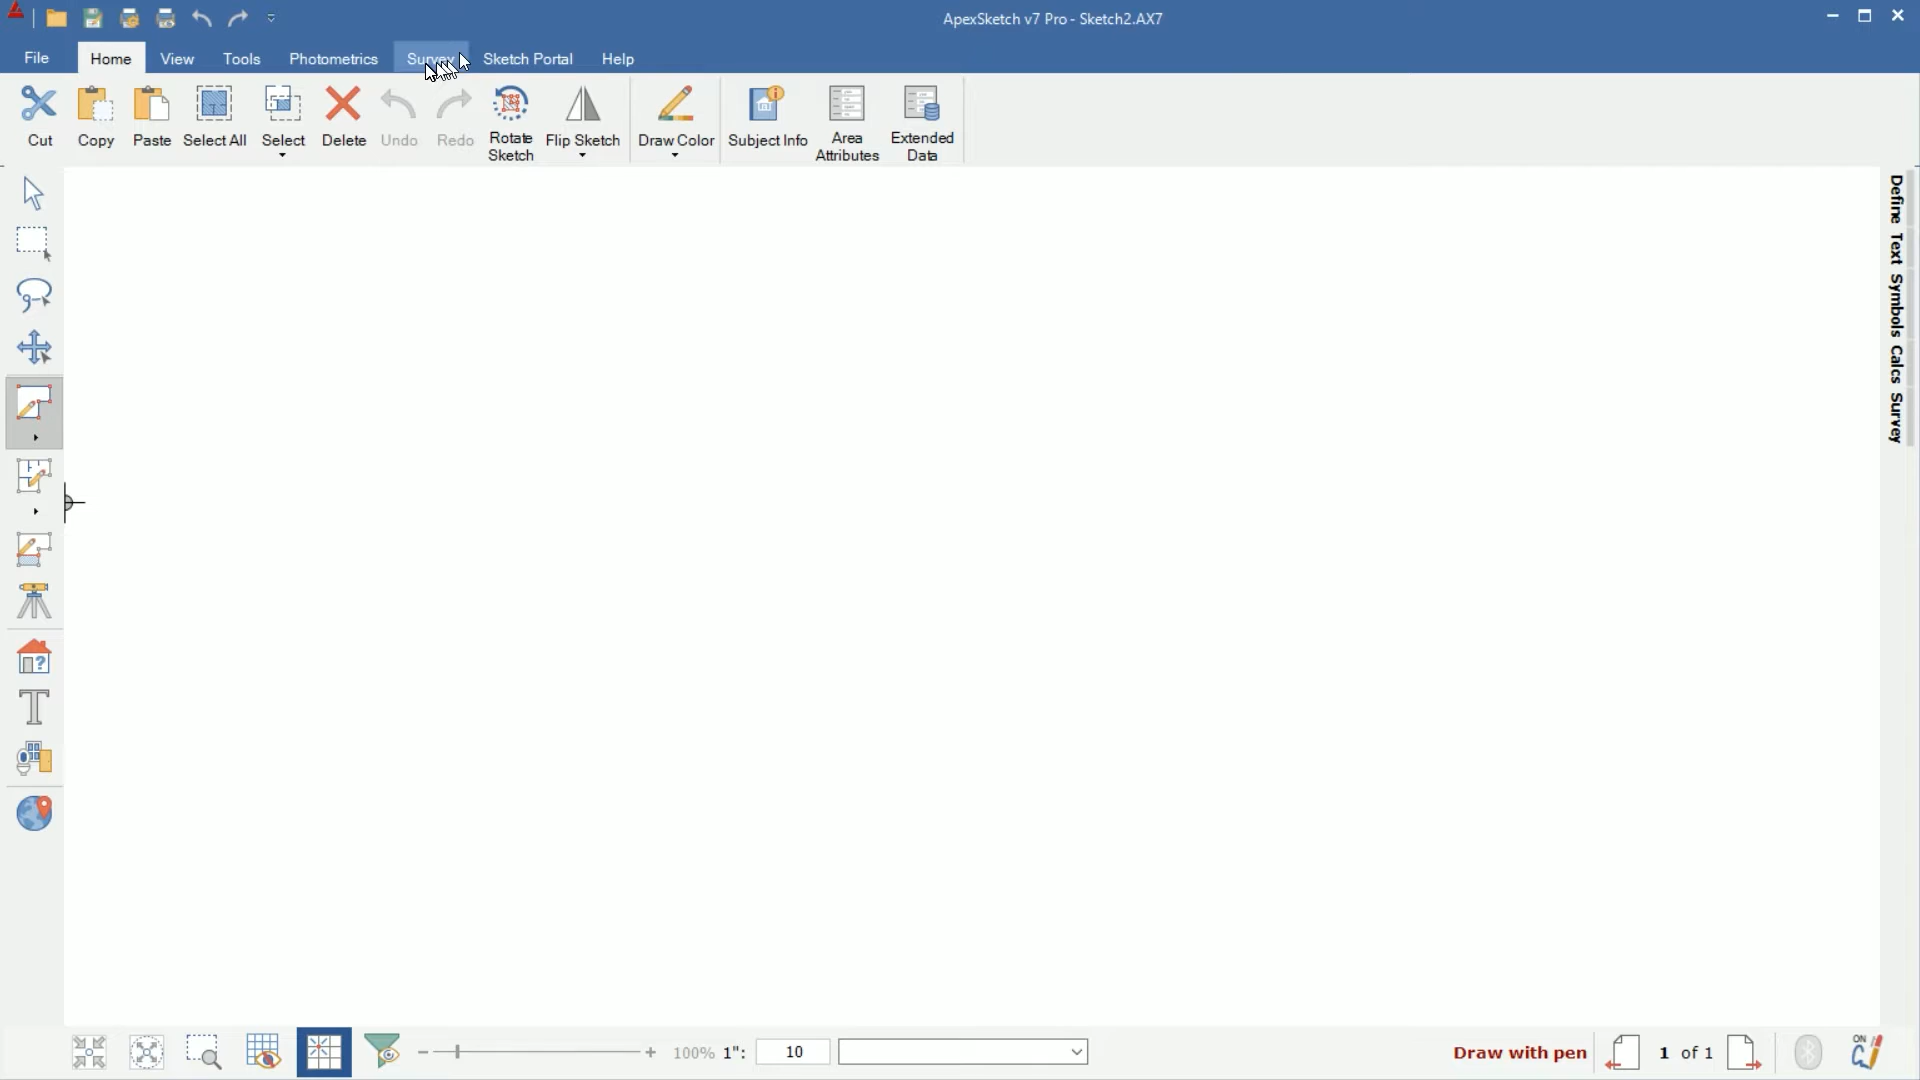 ApexSketch v7 Pro - Sketch2.AX7
File Home View Tools Photometrics Survey Sketch Portal Help
Cut Copy Paste Select All Select Delete Undo Redo Rotate Sketch Flip Sketch Draw Color Subject Info Area Attributes Extended Data
Define
Text
Symbols
Calcs
Survey
100% 1": 10 Draw with pen 1 of 1 ON